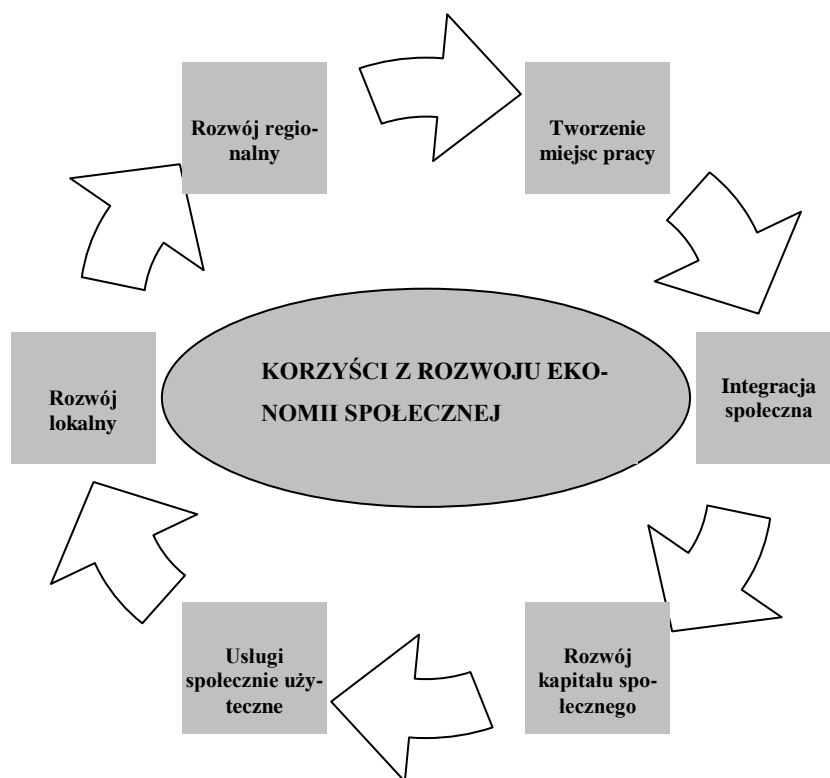 Rozwój regio-
nalny
Tworzenie
miejsc pracy
KORZYŚCI Z ROZWOJU EKO-
NOMII SPOŁECZNEJ
Rozwój
lokalny
Integracja
społeczna
Usługi
społecznie uży-
teczne
Rozwój
kapitału spo-
łecznego